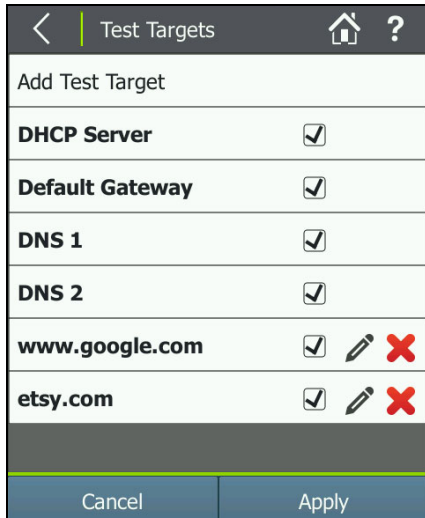 Test Targets ?
Add Test Target
DHCP Server
Default Gateway
DNS 1
DNS 2
www.google.com
etsy.com
Cancel Apply